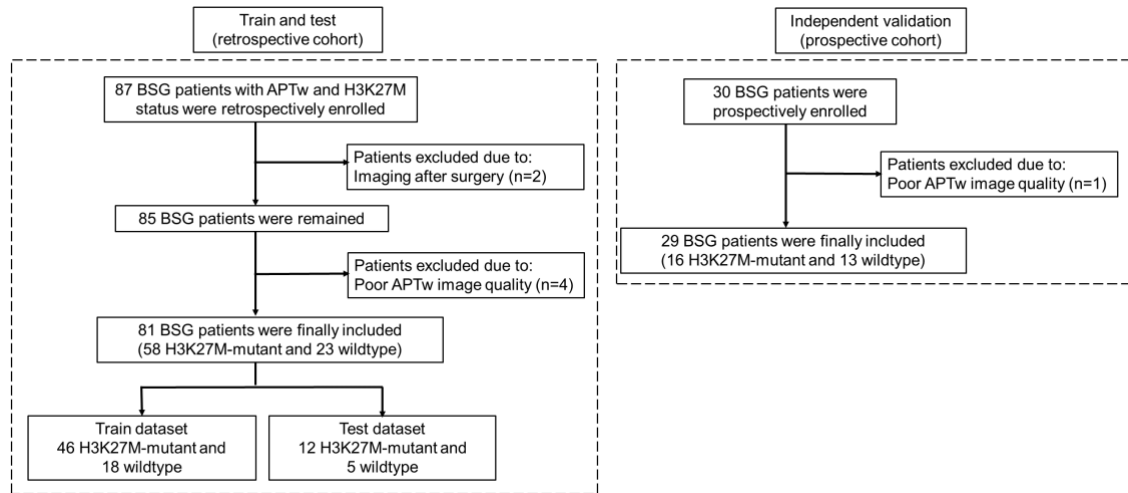 Train and test
(retrospective cohort)
87 BSG patients with APTw and H3K27M
status were retrospectively enrolled
Patients excluded due to:
Imaging after surgery (n=2)
85 BSG patients were remained
Patients excluded due to:
Poor APTw image quality (n=4)
81 BSG patients were finally included
(58 H3K27M-mutant and 23 wildtype)
Train dataset
46 H3K27M-mutant and
18 wildtype
Test dataset
12 H3K27M-mutant and
5 wildtype
Independent validation
(prospective cohort)
30 BSG patients were
prospectively enrolled
Patients excluded due to:
Poor APTw image quality (n=1)
29 BSG patients were finally included
(16 H3K27M-mutant and 13 wildtype)